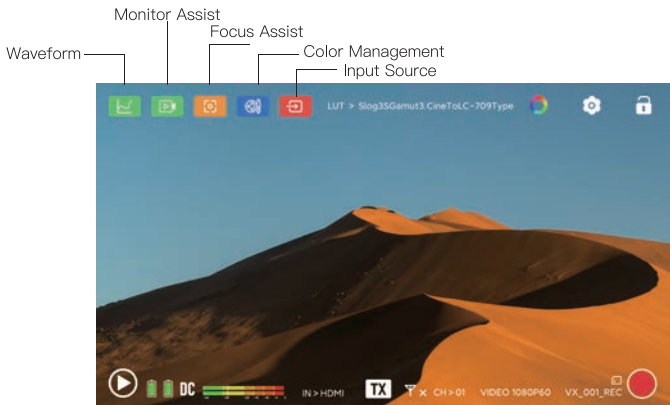 Monitor Assist
Focus Assist
Waveform
Color Management
Input Source
LUT > Slog3SGamut3.CineToLC-709Type
DC
IN > HDMI
TX
CH > 01
VIDEO 1080P60
VX_001_REC